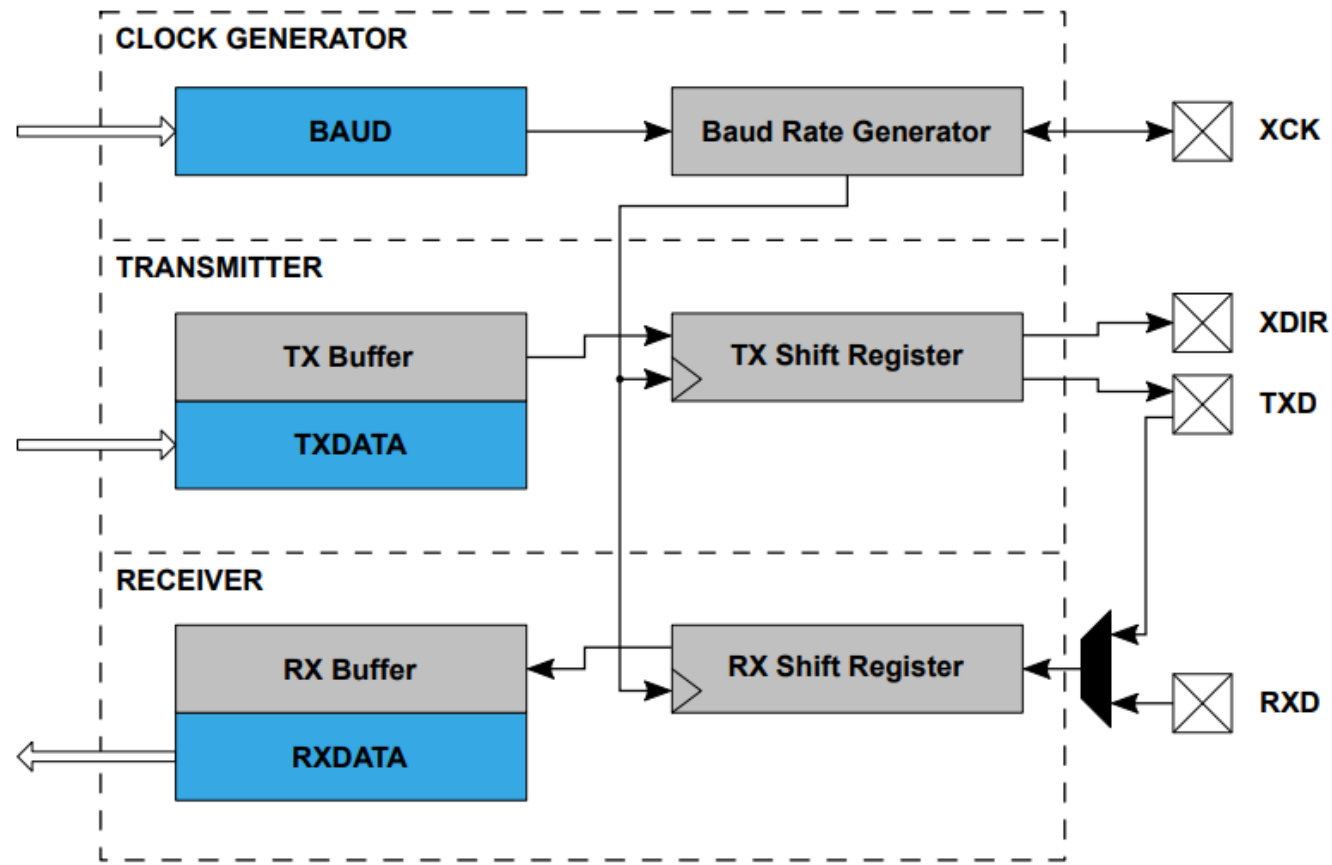 CLOCK GENERATOR
BAUD
Baud Rate Generator
XCK
TRANSMITTER
TX Buffer
TX Shift Register
XDIR
TXD
TXDATA
RECEIVER
RX Buffer
RX Shift Register
RXD
RXDATA